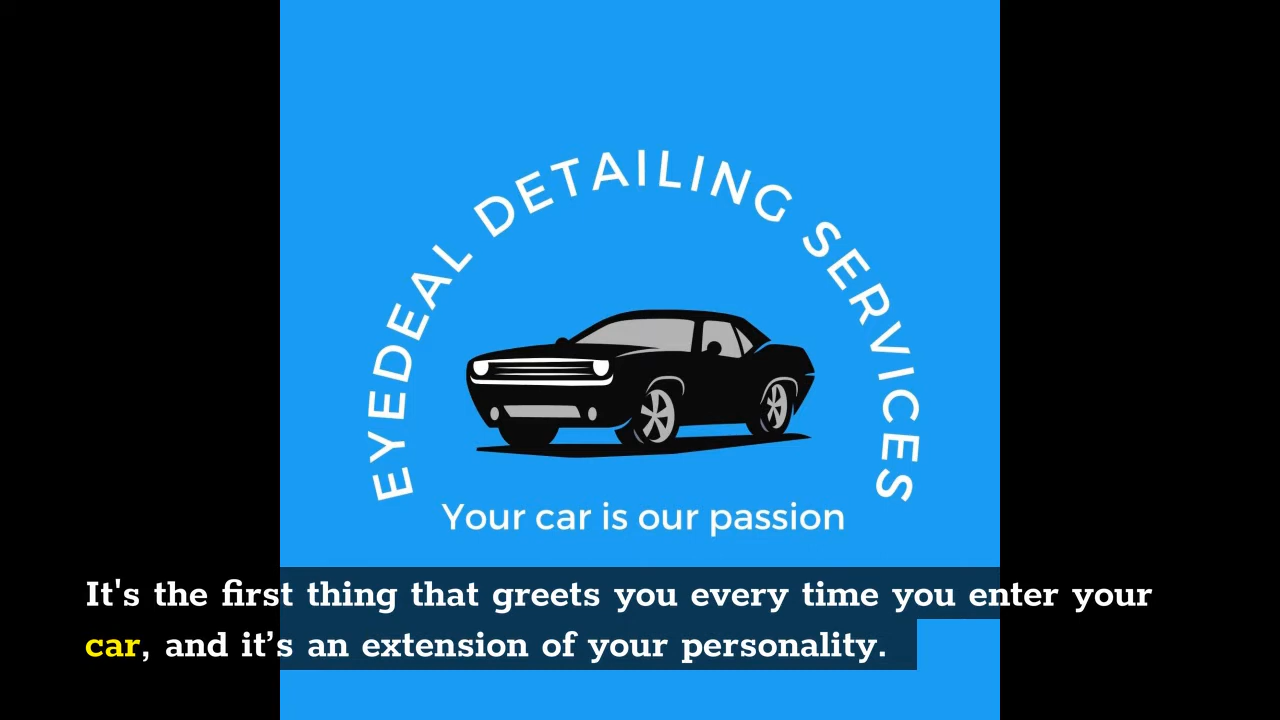 EYEDEAL DETAILING SERVICES
Your car is our passion
It's the first thing that greets you every time you enter your
car, and it’s an extension of your personality.